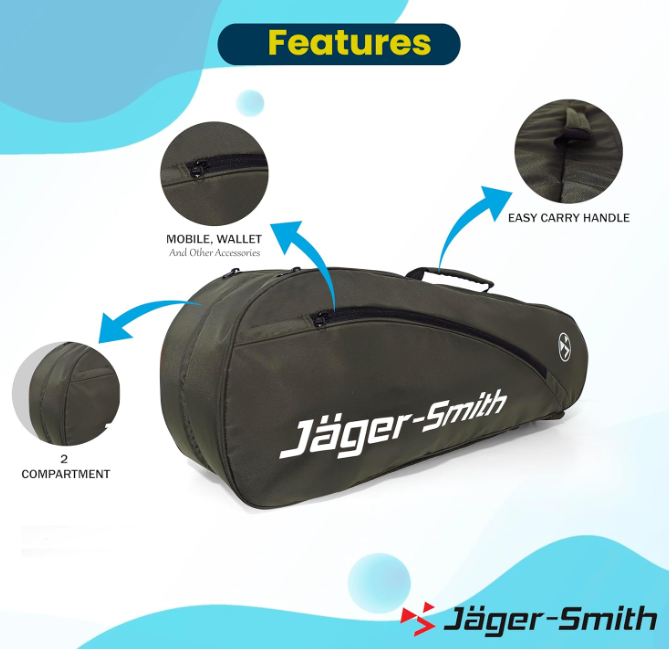 Features
MOBILE, WALLET
And Other Accessories
EASY CARRY HANDLE
2
COMPARTMENT
Jäger-Smith
Jäger-Smith